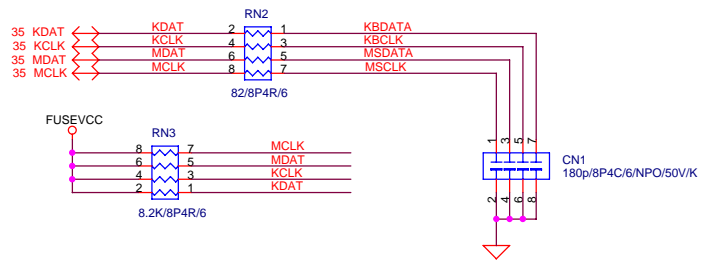 RN2
35 KDAT KDAT 2 1 KBDATA
35 KCLK KCLK 4 3 KBCLK
35 MDAT MDAT 6 5 MSDATA
35 MCLK MCLK 8 7 MSCLK
82/8P4R/6
FUSEVCC
RN3
8 7 MCLK
6 5 MDAT
4 3 KCLK
2 1 KDAT
8.2K/8P4R/6
1 3 5 7
CN1
180p/8P4C/6/NPO/50V/K
2 4 6 8